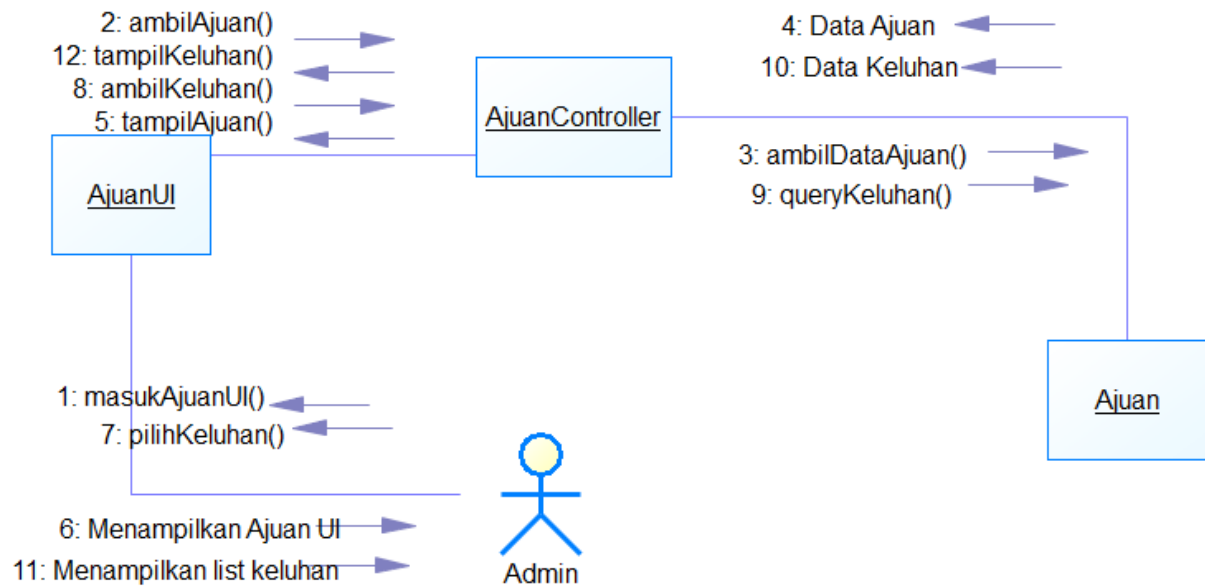 2: ambilAjuan()
12: tampilKeluhan()
8: ambilKeluhan()
5: tampilAjuan()
4: Data Ajuan
10: Data Keluhan
AjuanController
3: ambilDataAjuan()
9: queryKeluhan()
AjuanUI
1: masukAjuanUI()
7: pilihKeluhan()
Ajuan
6: Menampilkan Ajuan UI
11: Menampilkan list keluhan
Admin